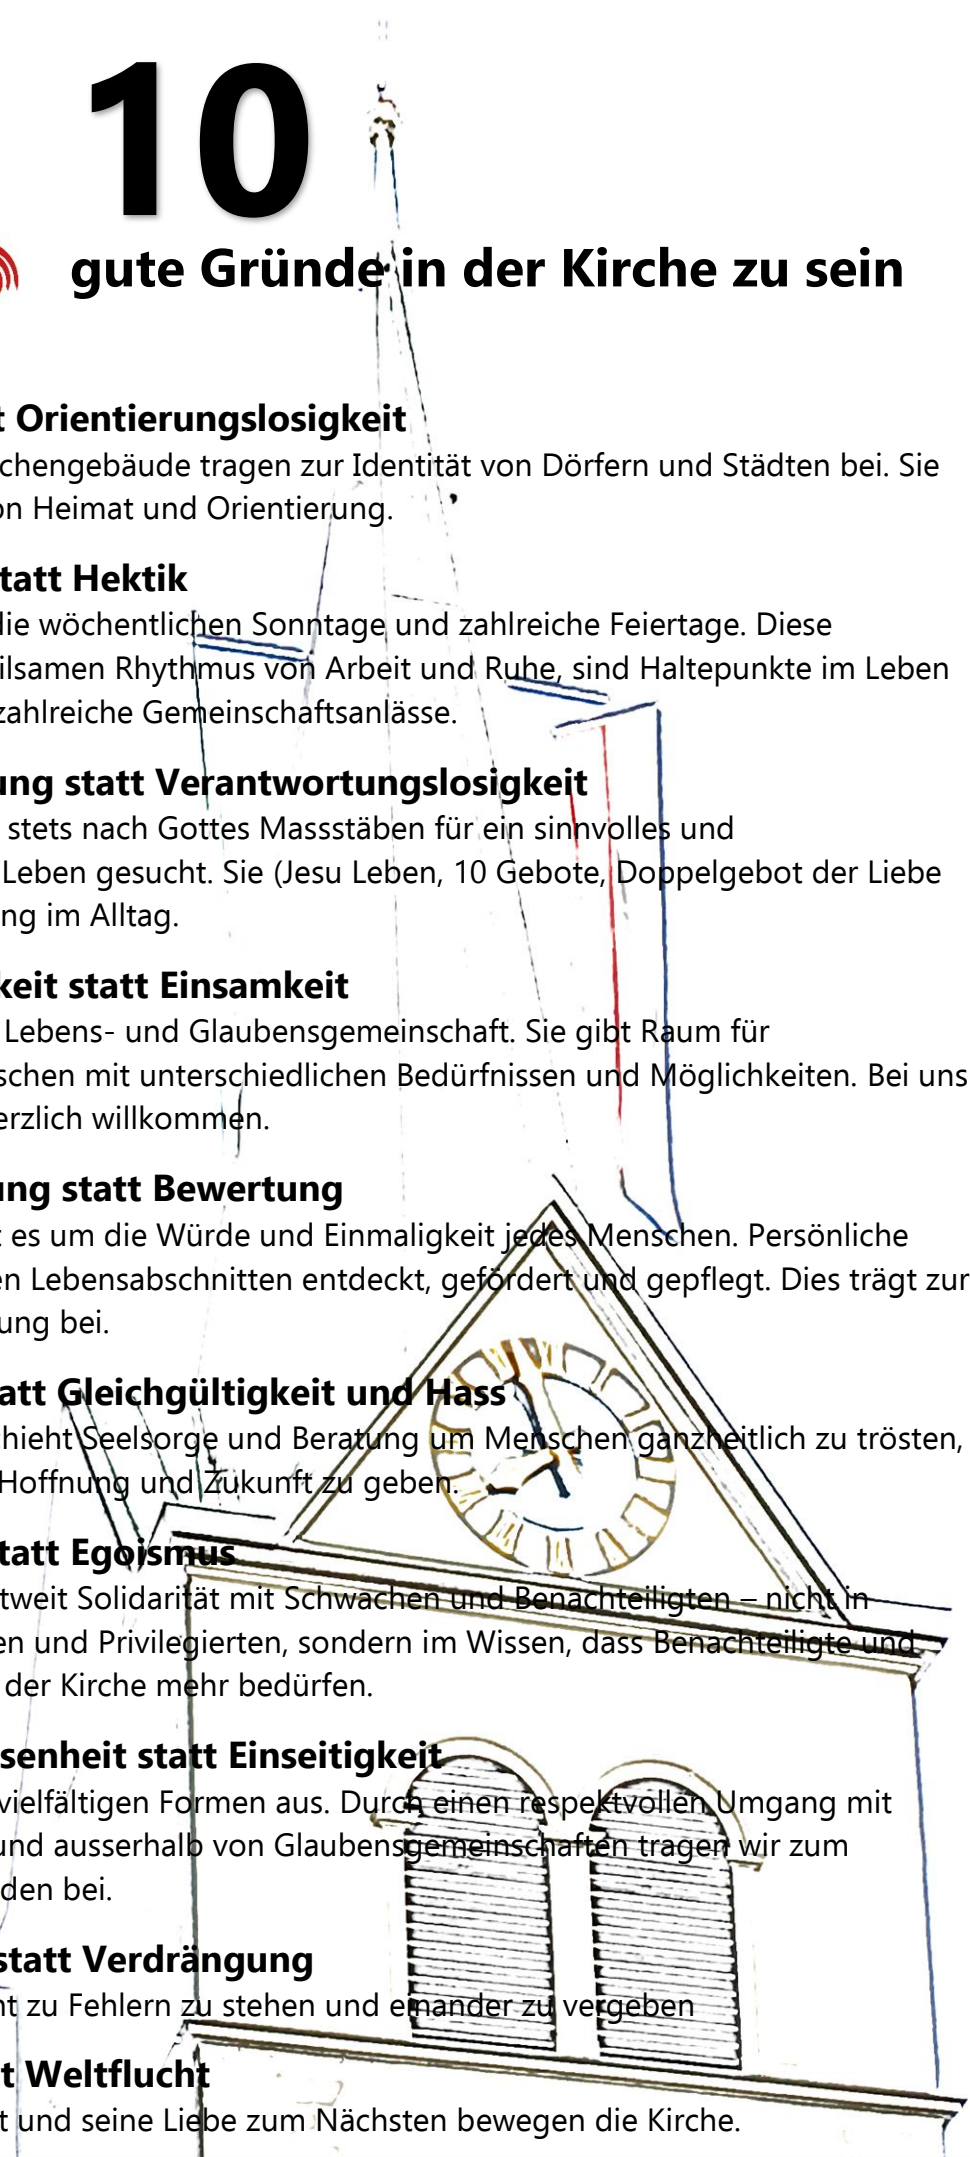 10
gute Gründe in der Kirche zu sein
t Orientierungslosigkeit
chengebäude tragen zur Identität von Dörfern und Städten bei. Sie
on Heimat und Orientierung.
tatt Hektik
die wöchentlichen Sonntage und zahlreiche Feiertage. Diese
ilsamen Rhythmus von Arbeit und Ruhe, sind Haltepunkte im Leben
zahlreiche Gemeinschaftsanlässe.
ung statt Verantwortungslosigkeit
stets nach Gottes Massstäben für ein sinnvolles und
Leben gesucht. Sie (Jesu Leben, 10 Gebote, Doppelgebot der Liebe
ng im Alltag.
keit statt Einsamkeit
Lebens- und Glaubensgemeinschaft. Sie gibt Raum für
schen mit unterschiedlichen Bedürfnissen und Möglichkeiten. Bei uns
erzlich willkommen.
ung statt Bewertung
t es um die Würde und Einmaligkeit jedes Menschen. Persönliche
en Lebensabschnitten entdeckt, gefördert und gepflegt. Dies trägt zur
ung bei.
att Gleichgültigkeit und Hass
hieht Seelsorge und Beratung um Menschen ganzheitlich zu trösten,
Hoffnung und Zukunft zu geben.
tatt Egoismus
tweit Solidarität mit Schwachen und Benachteiligten – nicht in
en und Privilegierten, sondern im Wissen, dass Benachteiligte und
der Kirche mehr bedürfen.
senheit statt Einseitigkeit
vielfältigen Formen aus. Durch einen respektvollen Umgang mit
und ausserhalb von Glaubensgemeinschaften tragen wir zum
den bei.
statt Verdrängung
nt zu Fehlern zu stehen und einander zu vergeben
t Weltflucht
t und seine Liebe zum Nächsten bewegen die Kirche.